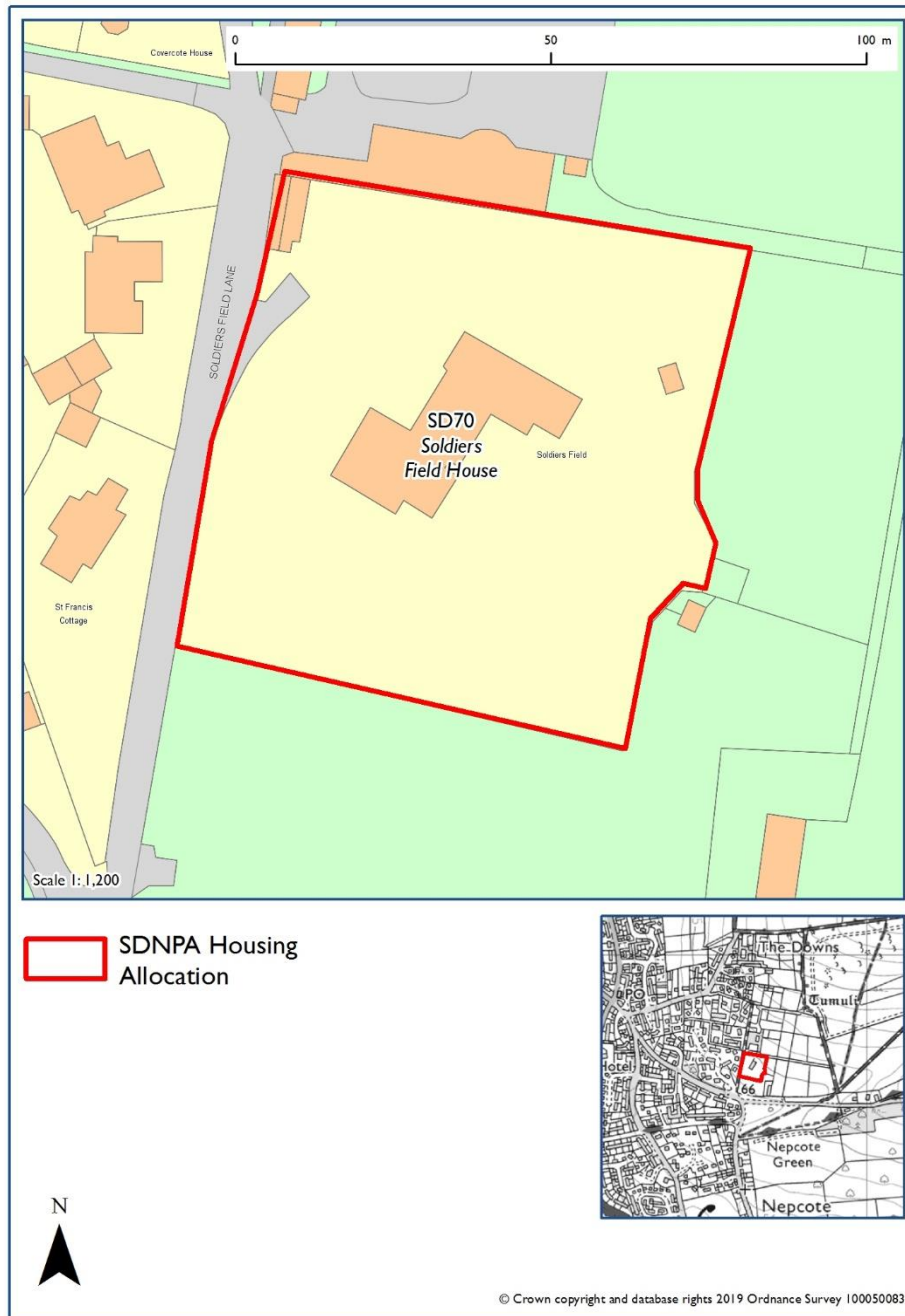 Covercote House
0 50 100 m
SOLDIERS FIELD LANE
SD70
Soldiers
Field House
Soldiers Field
St Francis
Cottage
Scale 1:1,200
SDNPA Housing
Allocation
The Downs
PO
Tumuli
Hotel
66
Nepcote
Green
Nepcote
N
© Crown copyright and database rights 2019 Ordnance Survey 100050083